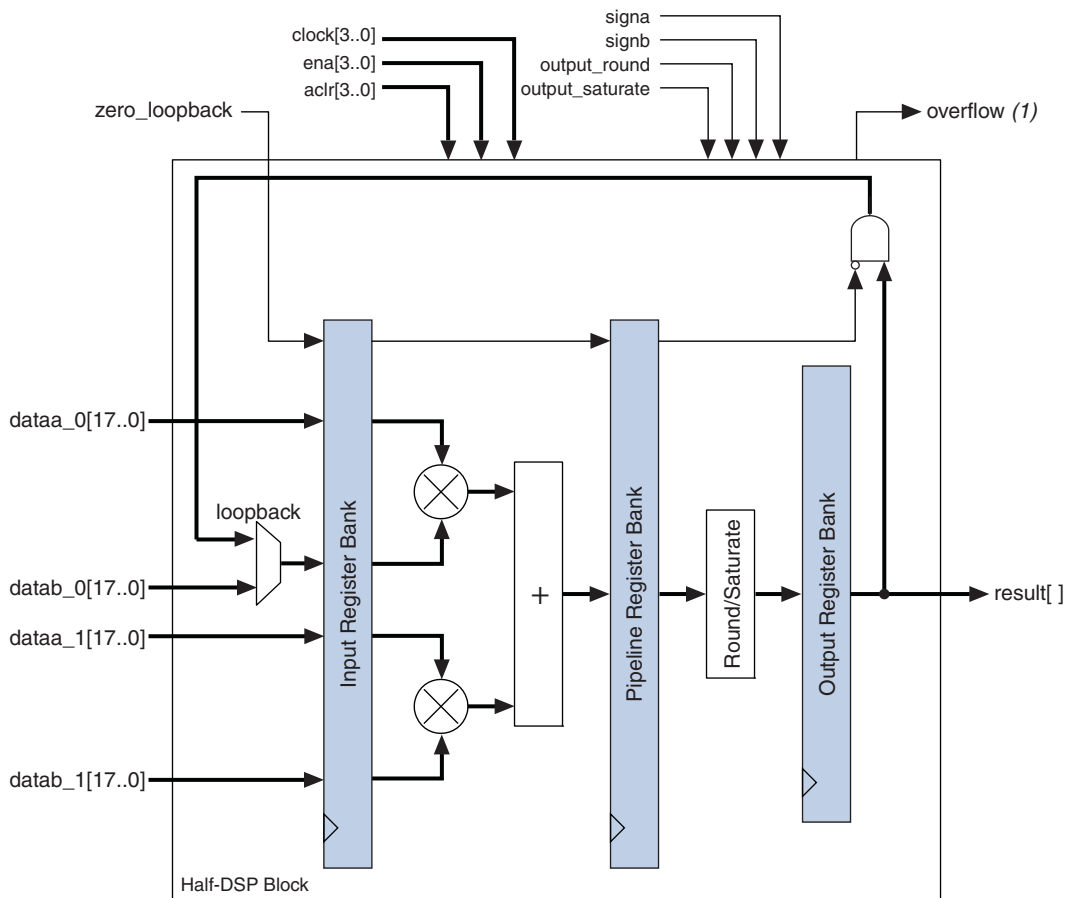 signa
clock[3..0]
signb
ena[3..0]
output_round
aclr[3..0]
output_saturate
zero_loopback
overflow (1)
dataa_0[17..0]
loopback
datab_0[17..0]
dataa_1[17..0]
datab_1[17..0]
Input Register Bank
+
Pipeline Register Bank
Round/Saturate
Output Register Bank
result[ ]
Half-DSP Block